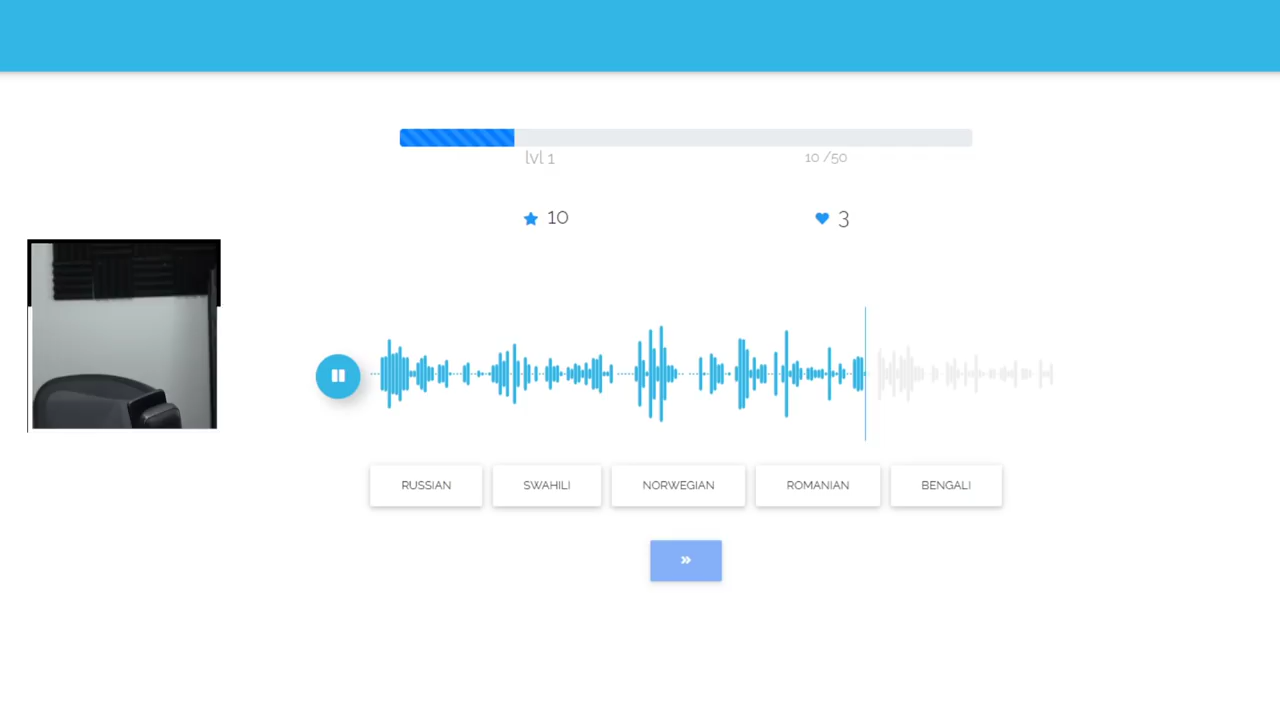 lvl 1
10 /50
10
3
RUSSIAN
SWAHILI
NORWEGIAN
ROMANIAN
BENGALI
»